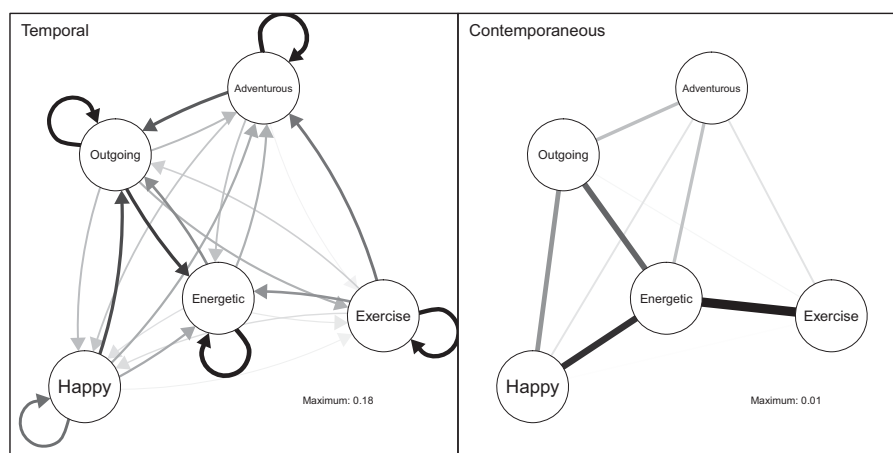 Temporal
Adventurous
Outgoing
Energetic
Exercise
Happy
Maximum: 0.18
Contemporaneous
Adventurous
Outgoing
Energetic
Exercise
Happy
Maximum: 0.01